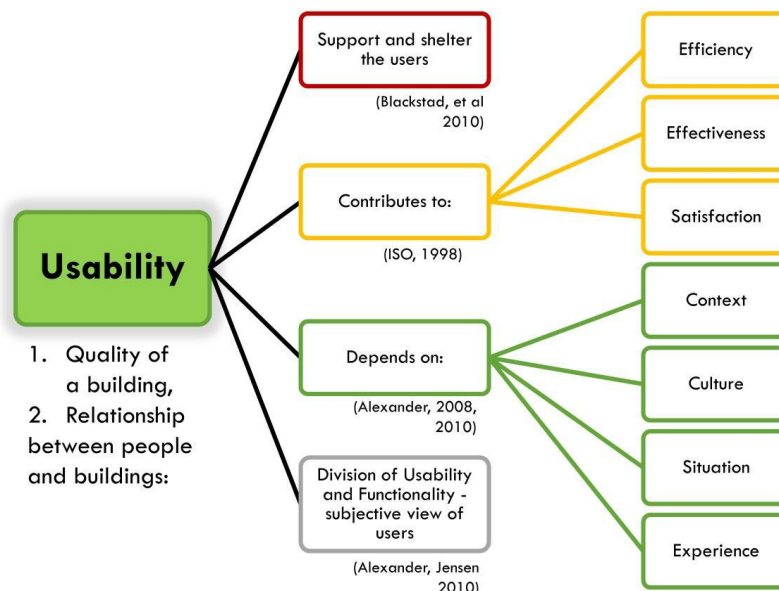 Usability
1. Quality of
a building,
2. Relationship
between people
and buildings:
Support and shelter
the users
(Blackstad, et al
2010)
Contributes to:
(ISO, 1998)
Depends on:
(Alexander, 2008,
2010)
Division of Usability
and Functionality -
subjective view of
users
(Alexander, Jensen
2010)
Efficiency
Effectiveness
Satisfaction
Context
Culture
Situation
Experience